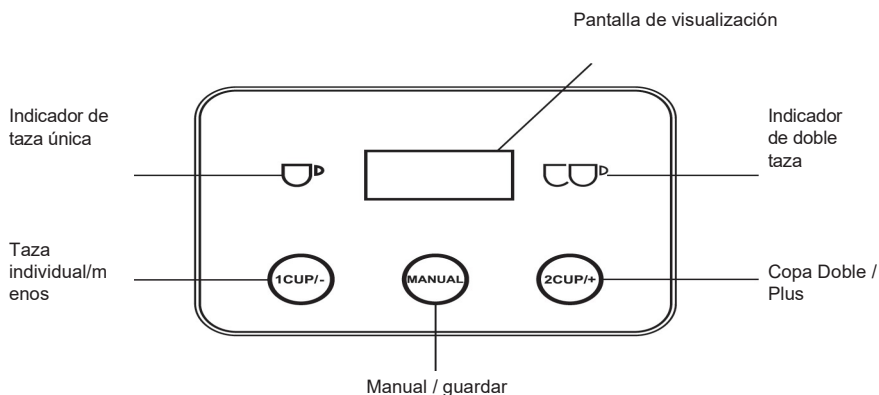 Pantalla de visualización
Indicador de
taza única
Indicador
de doble
taza
Taza
individual/m
enos
1CUP/-
MANUAL
2CUP/+
Copa Doble /
Plus
Manual / guardar